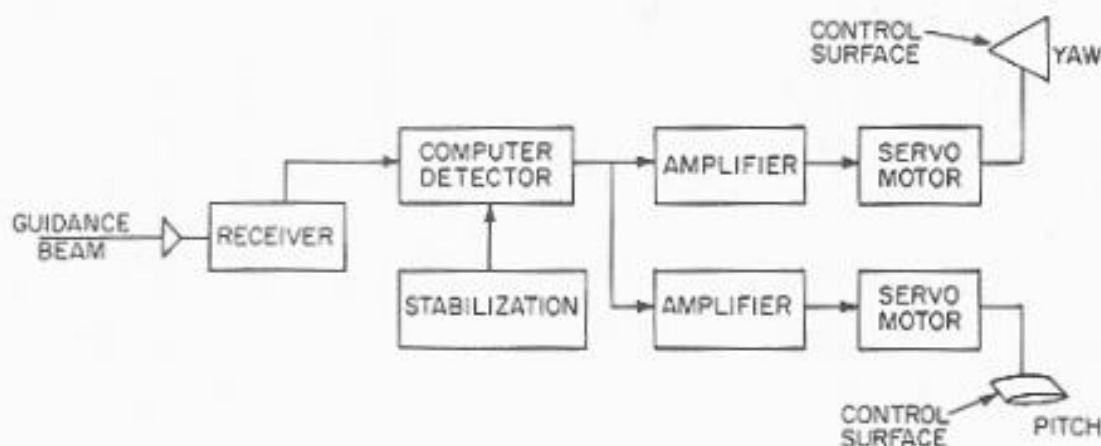 CONTROL
SURFACE
YAW
COMPUTER
DETECTOR
AMPLIFIER
SERVO
MOTOR
GUIDANCE
BEAM
RECEIVER
STABILIZATION
AMPLIFIER
SERVO
MOTOR
CONTROL
SURFACE
PITCH